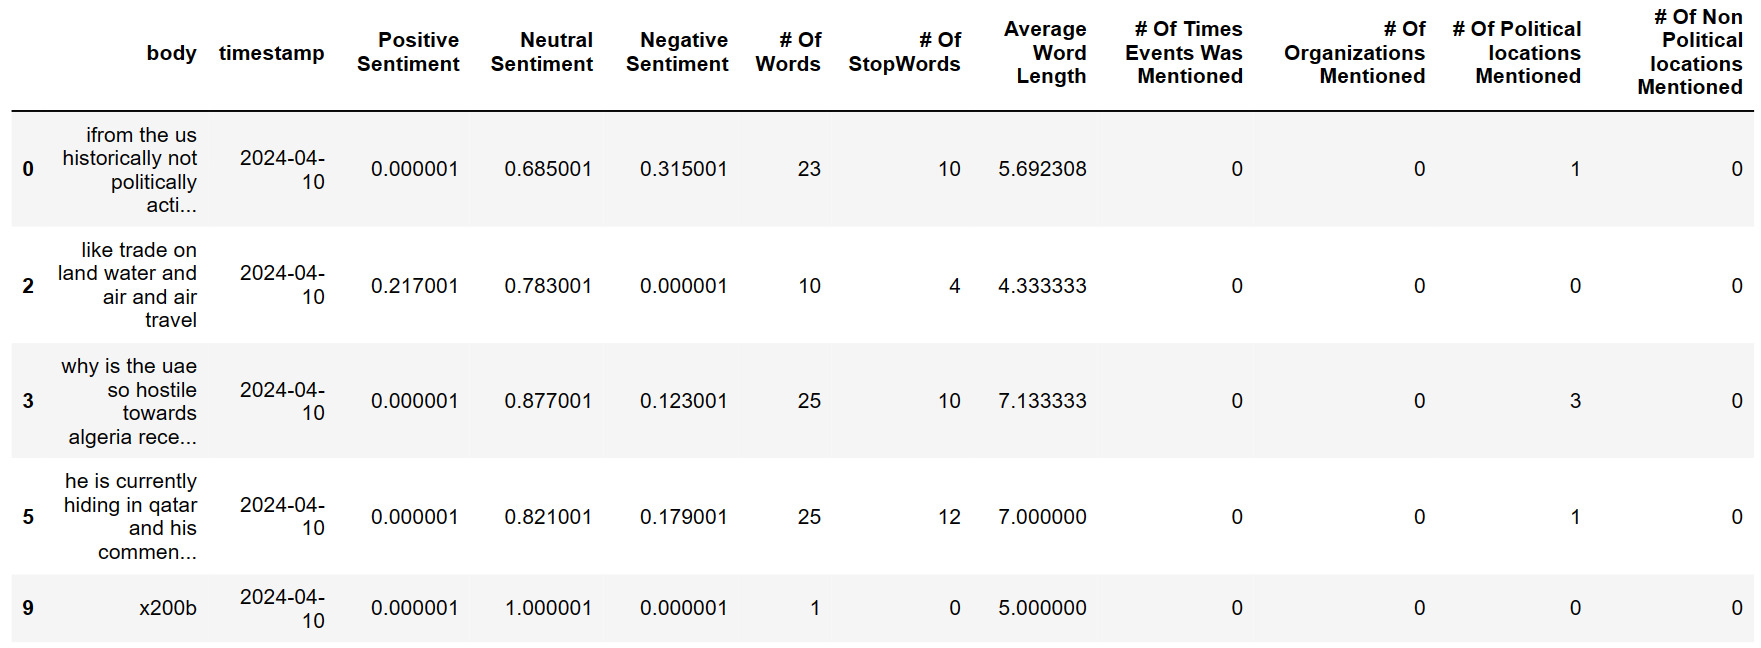 body timestamp Positive Sentiment Neutral Sentiment Negative Sentiment # Of Words # Of StopWords Average Word Length # Of Times Events Was Mentioned # Of Organizations Mentioned # Of Political locations Mentioned # Of Non Political locations Mentioned
0 ifrom the us historically not politically acti... 2024-04-10 0.000001 0.685001 0.315001 23 10 5.692308 0 0 1 0
2 like trade on land water and air and air travel 2024-04-10 0.217001 0.783001 0.000001 10 4 4.333333 0 0 0 0
3 why is the uae so hostile towards algeria rece... 2024-04-10 0.000001 0.877001 0.123001 25 10 7.133333 0 0 3 0
5 he is currently hiding in qatar and his commen... 2024-04-10 0.000001 0.821001 0.179001 25 12 7.000000 0 0 1 0
9 x200b 2024-04-10 0.000001 1.000001 0.000001 1 0 5.000000 0 0 0 0